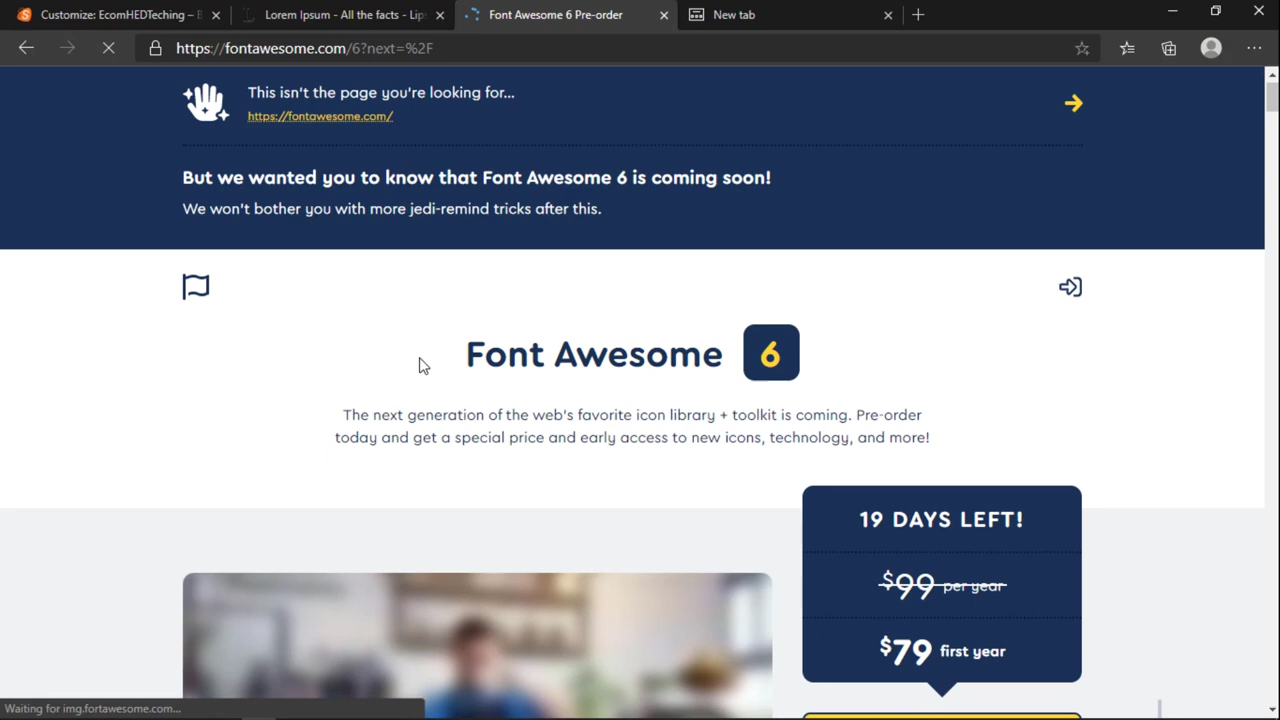 Customize: EcomHEDTeching –
Lorem Ipsum - All the facts - Lip
Font Awesome 6 Pre-order
New tab
https://fontawesome.com/6?next=%2F
This isn't the page you're looking for...
https://fontawesome.com/
But we wanted you to know that Font Awesome 6 is coming soon!
We won't bother you with more jedi-remind tricks after this.
Font Awesome 6
The next generation of the web's favorite icon library + toolkit is coming. Pre-order
today and get a special price and early access to new icons, technology, and more!
19 DAYS LEFT!
$99 per year
$79 first year
Waiting for img.fortawesome.com...